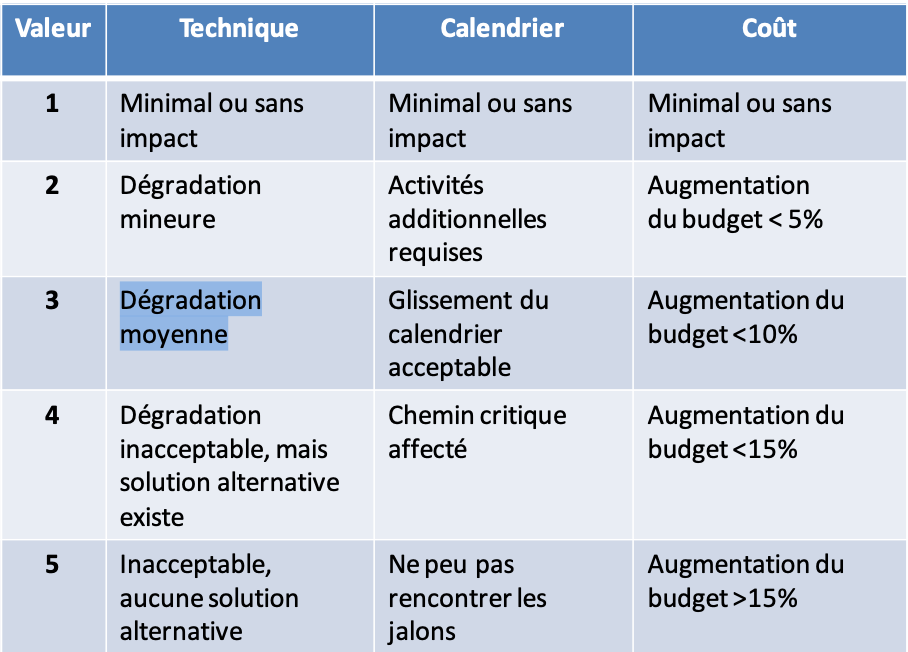 Valeur Technique Calendrier Coût
1 Minimal ou sans Minimal ou sans Minimal ou sans
impact impact impact
2 Dégradation Activités Augmentation
mineure additionnelles du budget < 5%
requises
3 Dégradation Glissement du Augmentation du
moyenne calendrier budget <10%
acceptable
4 Dégradation Chemin critique Augmentation du
inacceptable, mais affecté budget <15%
solution alternative
existe
5 Inacceptable, Ne peu pas Augmentation du
aucune solution rencontrer les budget >15%
alternative jalons